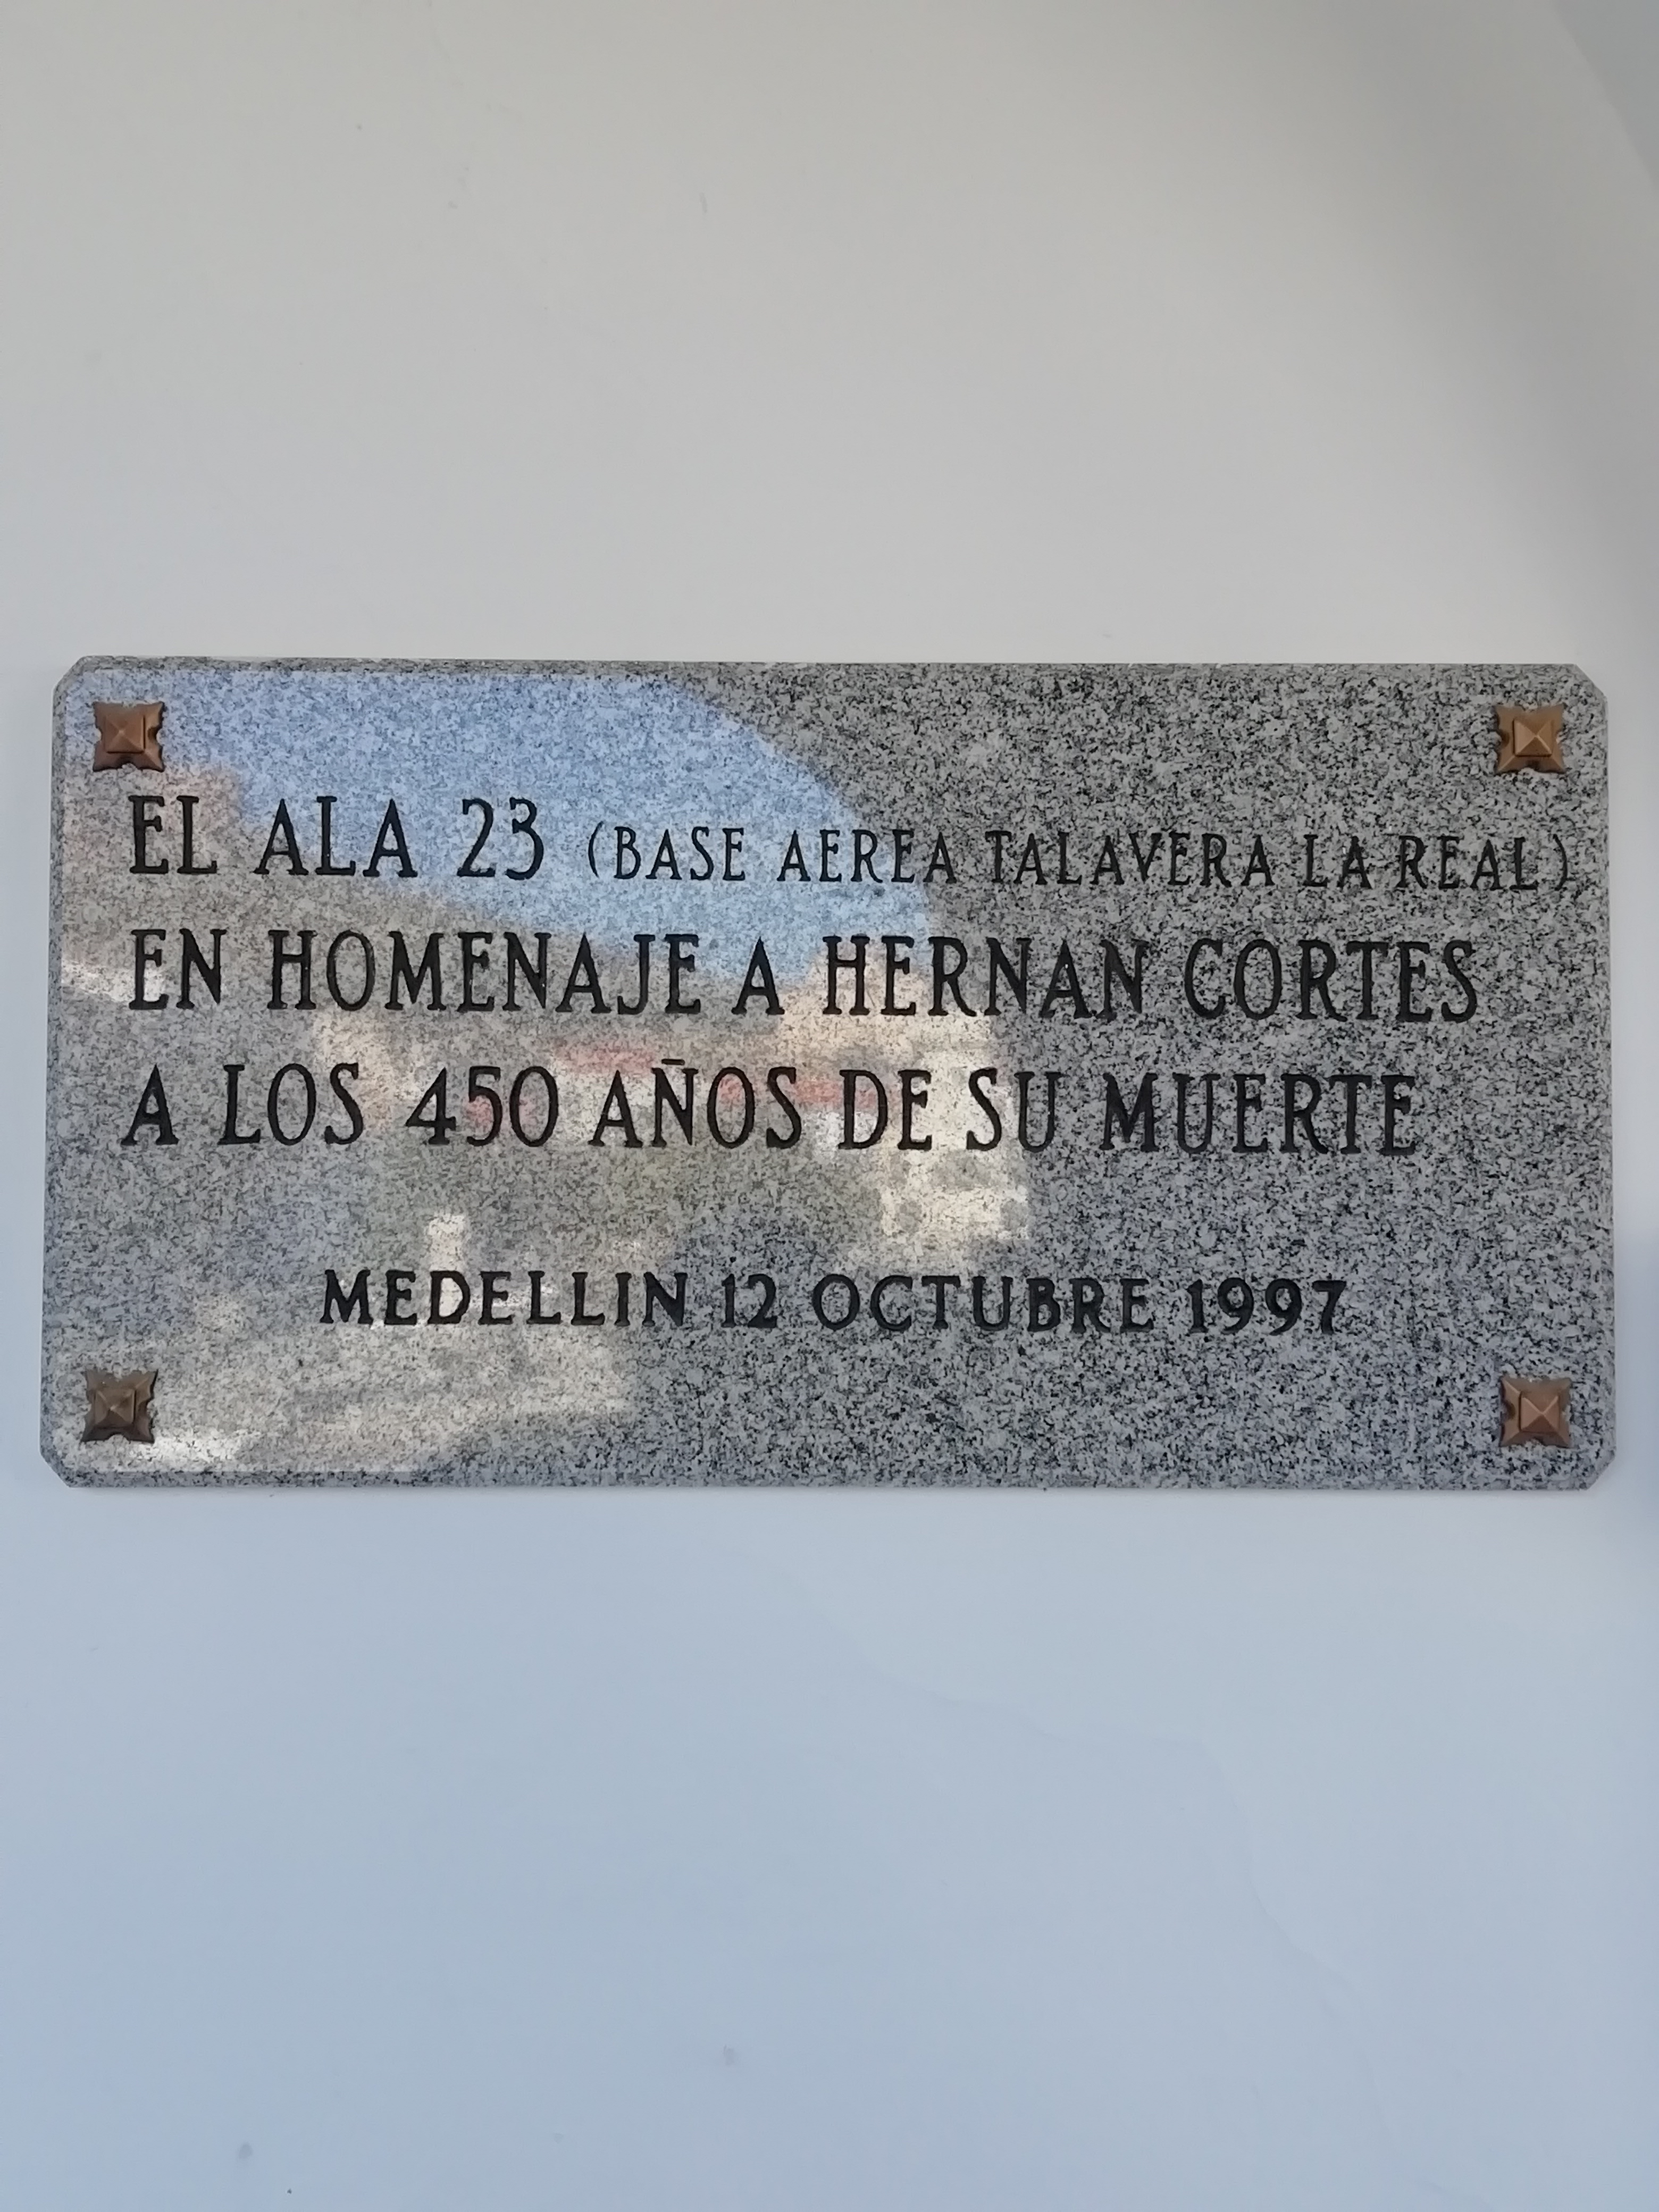 EL ALA 23 (BASE AEREA TALAVERA LA REAL)
EN HOMENAJE A HERNAN CORTES
A LOS 450 AÑOS DE SU MUERTE
MEDELLIN 12 OCTUBRE 1997